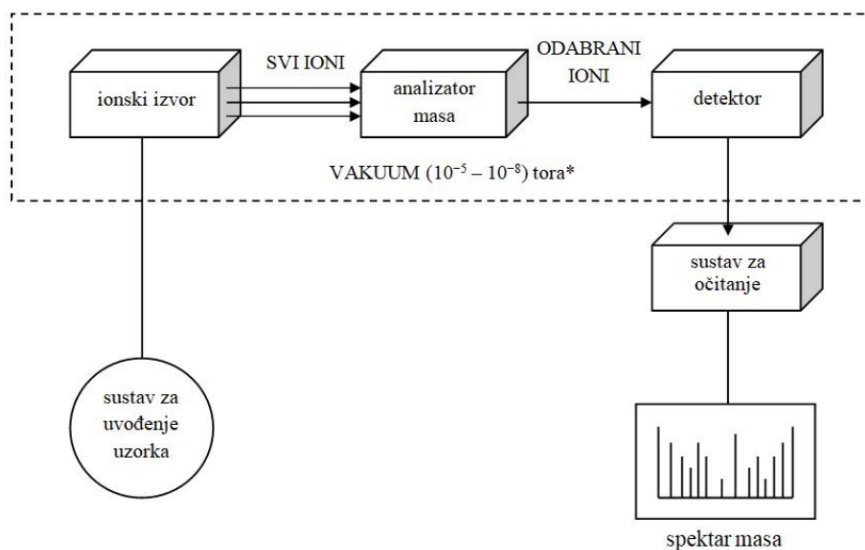 SVI IONI
ODABRANI
IONI
ionski izvor
analizator
masa
detektor
VAKUUM (10⁻⁵ – 10⁻⁸) tora*
sustav za
očitanje
sustav za
uvođenje
uzorka
spektar masa